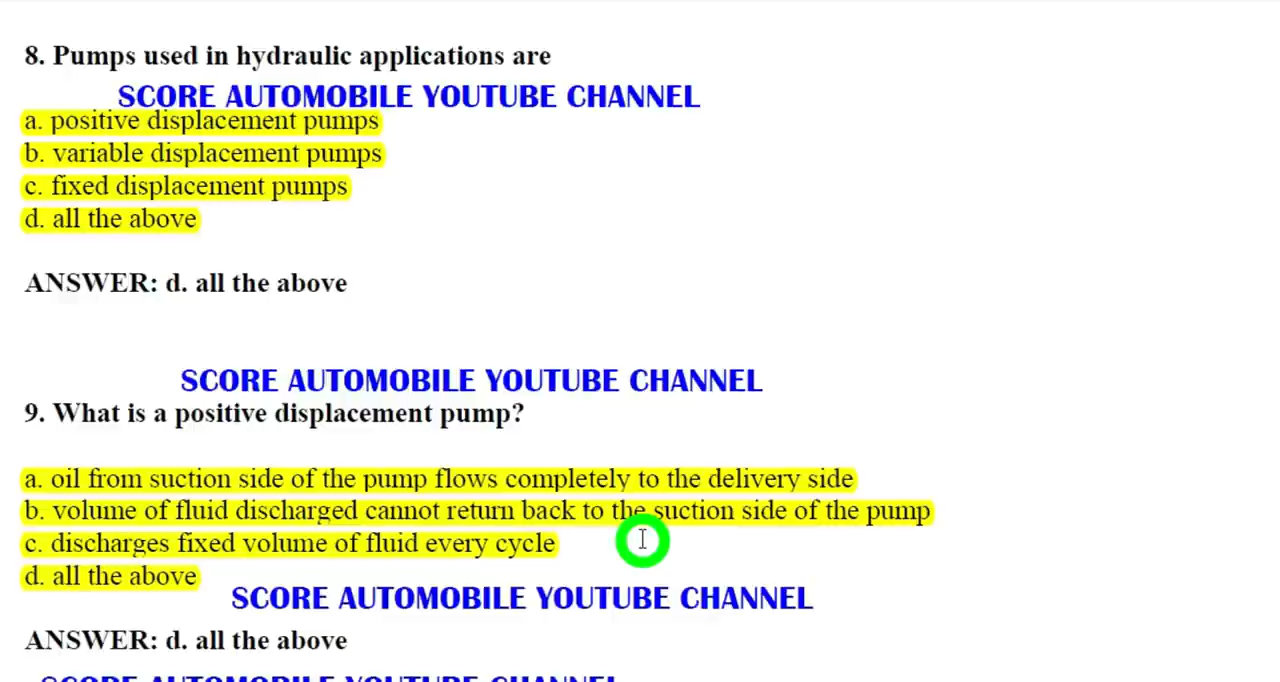 8. Pumps used in hydraulic applications are
SCORE AUTOMOBILE YOUTUBE CHANNEL
a. positive displacement pumps
b. variable displacement pumps
c. fixed displacement pumps
d. all the above
ANSWER: d. all the above
SCORE AUTOMOBILE YOUTUBE CHANNEL
9. What is a positive displacement pump?
a. oil from suction side of the pump flows completely to the delivery side
b. volume of fluid discharged cannot return back to the suction side of the pump
c. discharges fixed volume of fluid every cycle
d. all the above
SCORE AUTOMOBILE YOUTUBE CHANNEL
ANSWER: d. all the above
SCORE AUTOMOBILE YOUTUBE CHANNEL